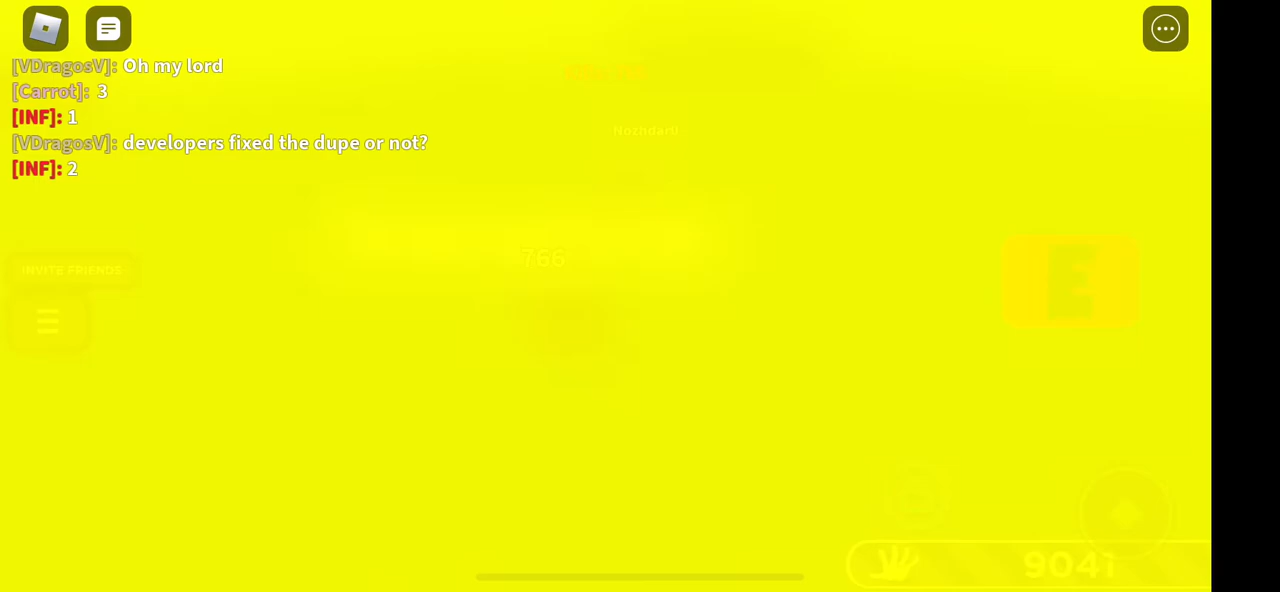 [VDragosV]: Oh my lord
[Carrot]: 3
[INF]: 1
[VDragosV]: developers fixed the dupe or not?
[INF]: 2
Nozhdar0
766
INVITE FRIENDS
E
9041